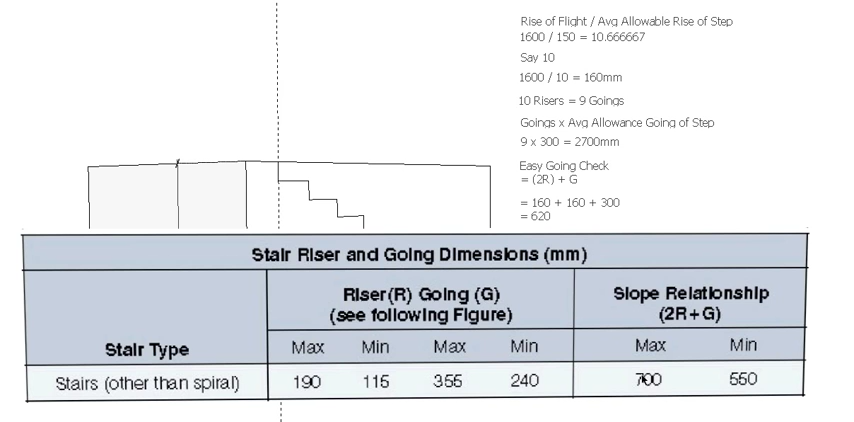 Rise of Flight / Avg Allowable Rise of Step
1600 / 150 = 10.666667
Say 10
1600 / 10 = 160mm
10 Risers = 9 Goings
Goings x Avg Allowance Going of Step
9 x 300 = 2700mm
Easy Going Check
= (2R) + G
= 160 + 160 + 300
= 620
Stair Riser and Going Dimensions (mm)
Riser(R) Going (G)
(see following Figure)
Slope Relationship
(2R+G)
Stair Type
Max Min Max Min Max Min
Stairs (other than spiral) 190 115 355 240 700 550